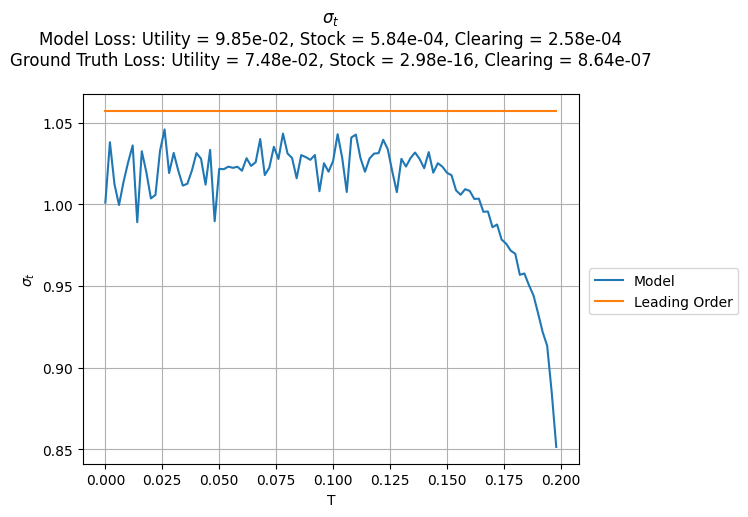 σt
Model Loss: Utility = 9.85e-02, Stock = 5.84e-04, Clearing = 2.58e-04
Ground Truth Loss: Utility = 7.48e-02, Stock = 2.98e-16, Clearing = 8.64e-07
1.05
1.00
0.95
0.90
0.85
σt
0.000 0.025 0.050 0.075 0.100 0.125 0.150 0.175 0.200
T
Model
Leading Order